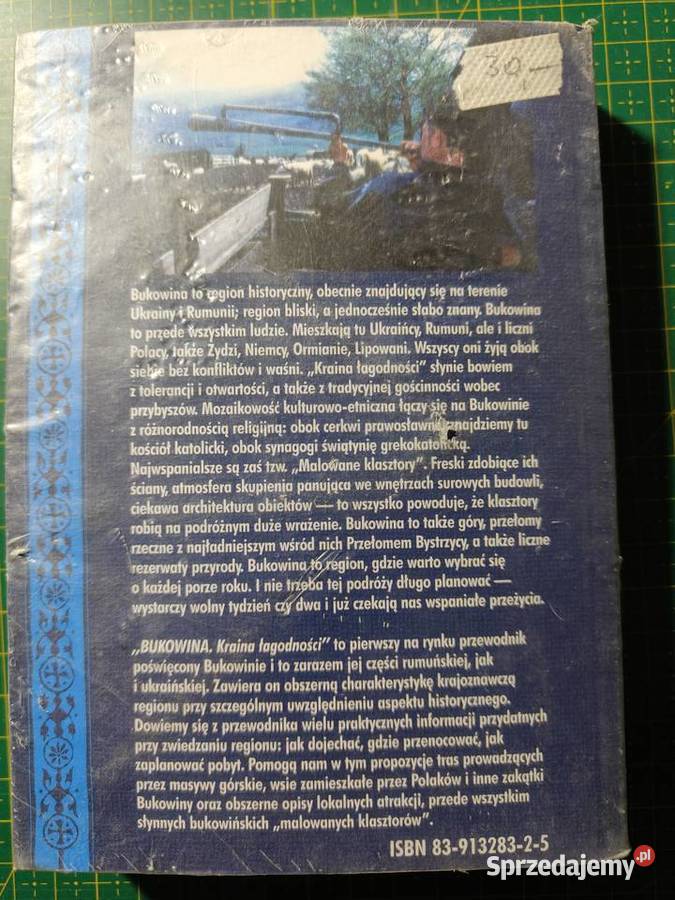 30,-
Bukowina to region historyczny, obecnie znajdujący się na terenie
Ukrainy i Rumunii; region bliski, a jednocześnie słabo znany. Bukowina
to przede wszystkim ludzie. Mieszkają tu Ukraińcy, Rumuni, ale i liczni
Polacy, także Żydzi, Niemcy, Ormianie, Lipowani. Wszyscy oni żyją obok
siebie bez konfliktów i waśni. „Kraina łagodności” słynie bowiem
z tolerancji i otwartości, a także z tradycyjnej gościnności wobec
przybyszów. Mozaikowość kulturowo-etniczna łączy się na Bukowinie
z różnorodnością religijną: obok cerkwi prawosławnej znajdziemy tu
kościół katolicki, obok synagogi świątynię grekokatolicką.
Najwspanialsze są zaś tzw. „Malowane klasztory”. Freski zdobiące ich
ściany, atmosfera skupienia panująca we wnętrzach surowych budowli,
ciekawa architektura obiektów — to wszystko powoduje, że klasztory
robią na podróżnym duże wrażenie. Bukowina to także góry, przełomy
rzeczne z najładniejszym wśród nich Przełomem Bystrzycy, a także liczne
rezerwaty przyrody. Bukowina to region, gdzie warto wybrać się
o każdej porze roku. I nie trzeba tej podróży długo planować —
wystarczy wolny tydzień czy dwa i już czekają nas wspaniałe przeżycia.
„BUKOWINA. Kraina łagodności” to pierwszy na rynku przewodnik
poświęcony Bukowinie i to zarazem jej części rumuńskiej, jak
i ukraińskiej. Zawiera on obszerną charakterystykę krajoznawczą
regionu przy szczególnym uwzględnieniu aspektu historycznego.
Dowiemy się z przewodnika wielu praktycznych informacji przydatnych
przy zwiedzaniu regionu: jak dojechać, gdzie przenocować, jak
zaplanować pobyt. Pomogą nam w tym propozycje tras prowadzących
przez masywy górskie, wsie zamieszkałe przez Polaków i inne zakątki
Bukowiny oraz obszerne opisy lokalnych atrakcji, przede wszystkim
słynnych bukowińskich „malowanych klasztorów”.
ISBN 83-913283-2-5
Sprzedajemy.pl